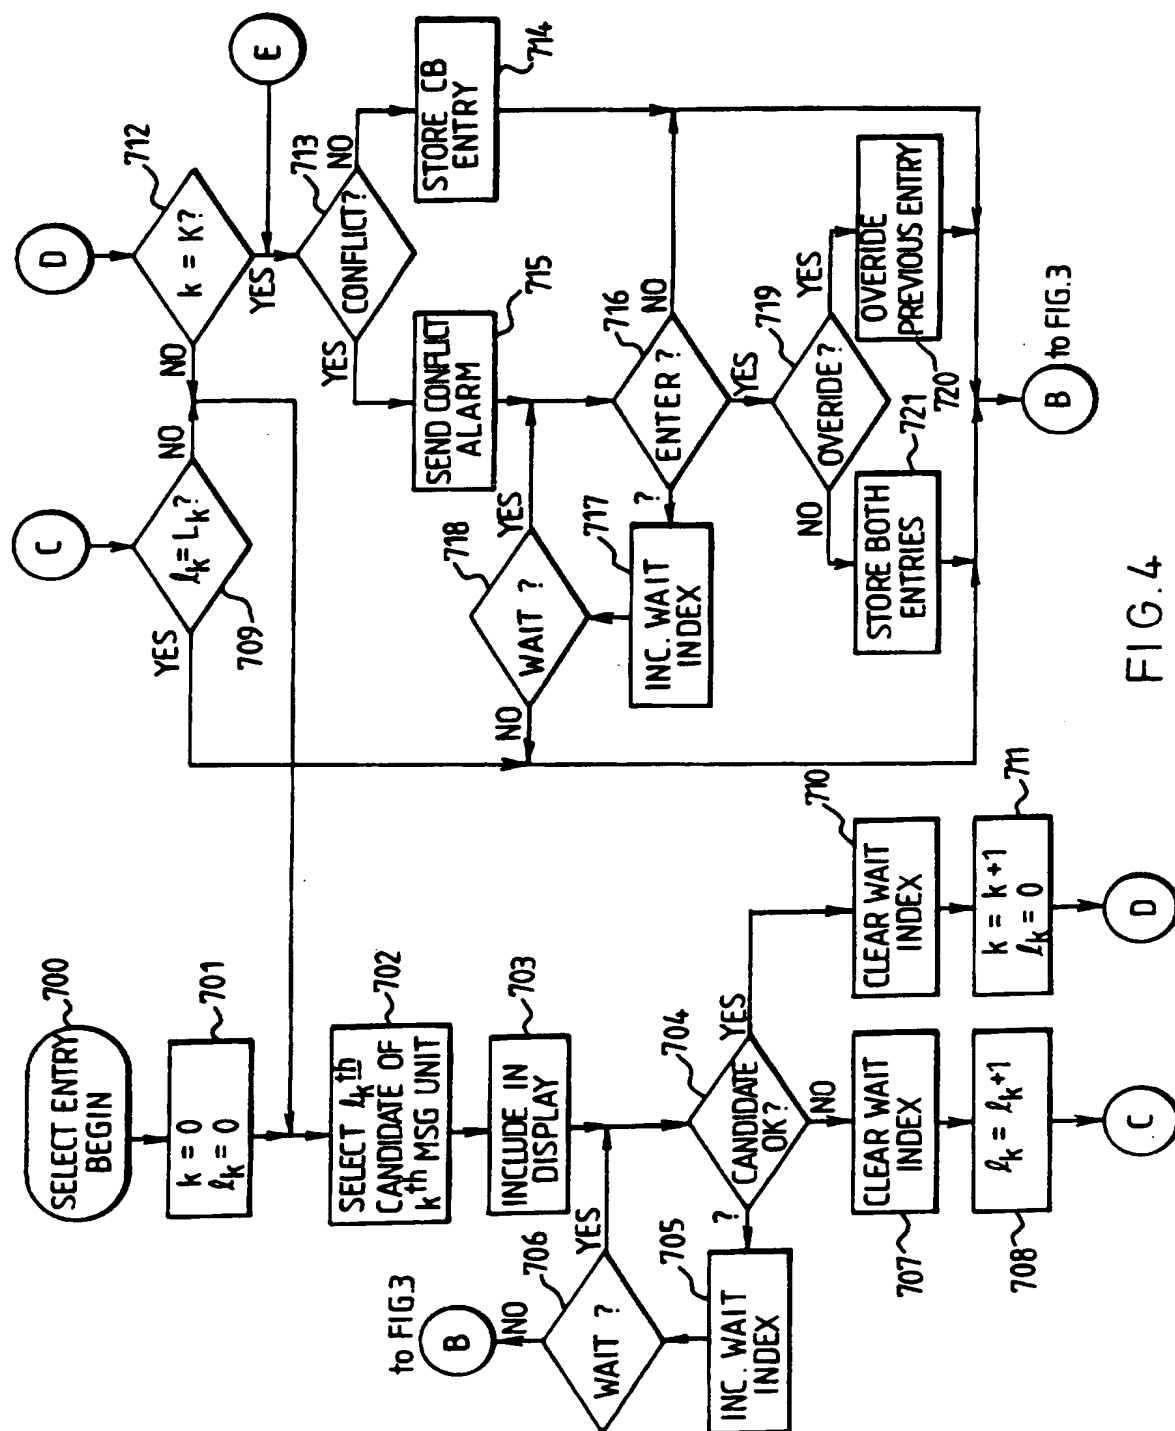 SELECT ENTRY
BEGIN
700
k = 0
ℓk = 0
701
SELECT ℓk th
CANDIDATE OF
kth MSG UNIT
702
INCLUDE IN
DISPLAY
703
CANDIDATE
OK?
704
YES
NO
?
INC. WAIT
INDEX
705
WAIT ?
706
YES
NO
B
to FIG3
CLEAR WAIT
INDEX
707
ℓk = ℓk+1
708
C
CLEAR WAIT
INDEX
710
k = k+1
ℓk = 0
711
D
C
ℓk = Lk?
709
YES
NO
D
k = K?
712
NO
YES
E
CONFLICT?
713
YES
NO
STORE CB
ENTRY
714
SEND CONFLICT
ALARM
715
ENTER ?
716
NO
YES
?
INC. WAIT
INDEX
717
WAIT ?
718
YES
NO
OVERIDE ?
719
YES
NO
OVERIDE
PREVIOUS ENTRY
720
STORE BOTH
ENTRIES
721
B
to FIG.3
FIG.4